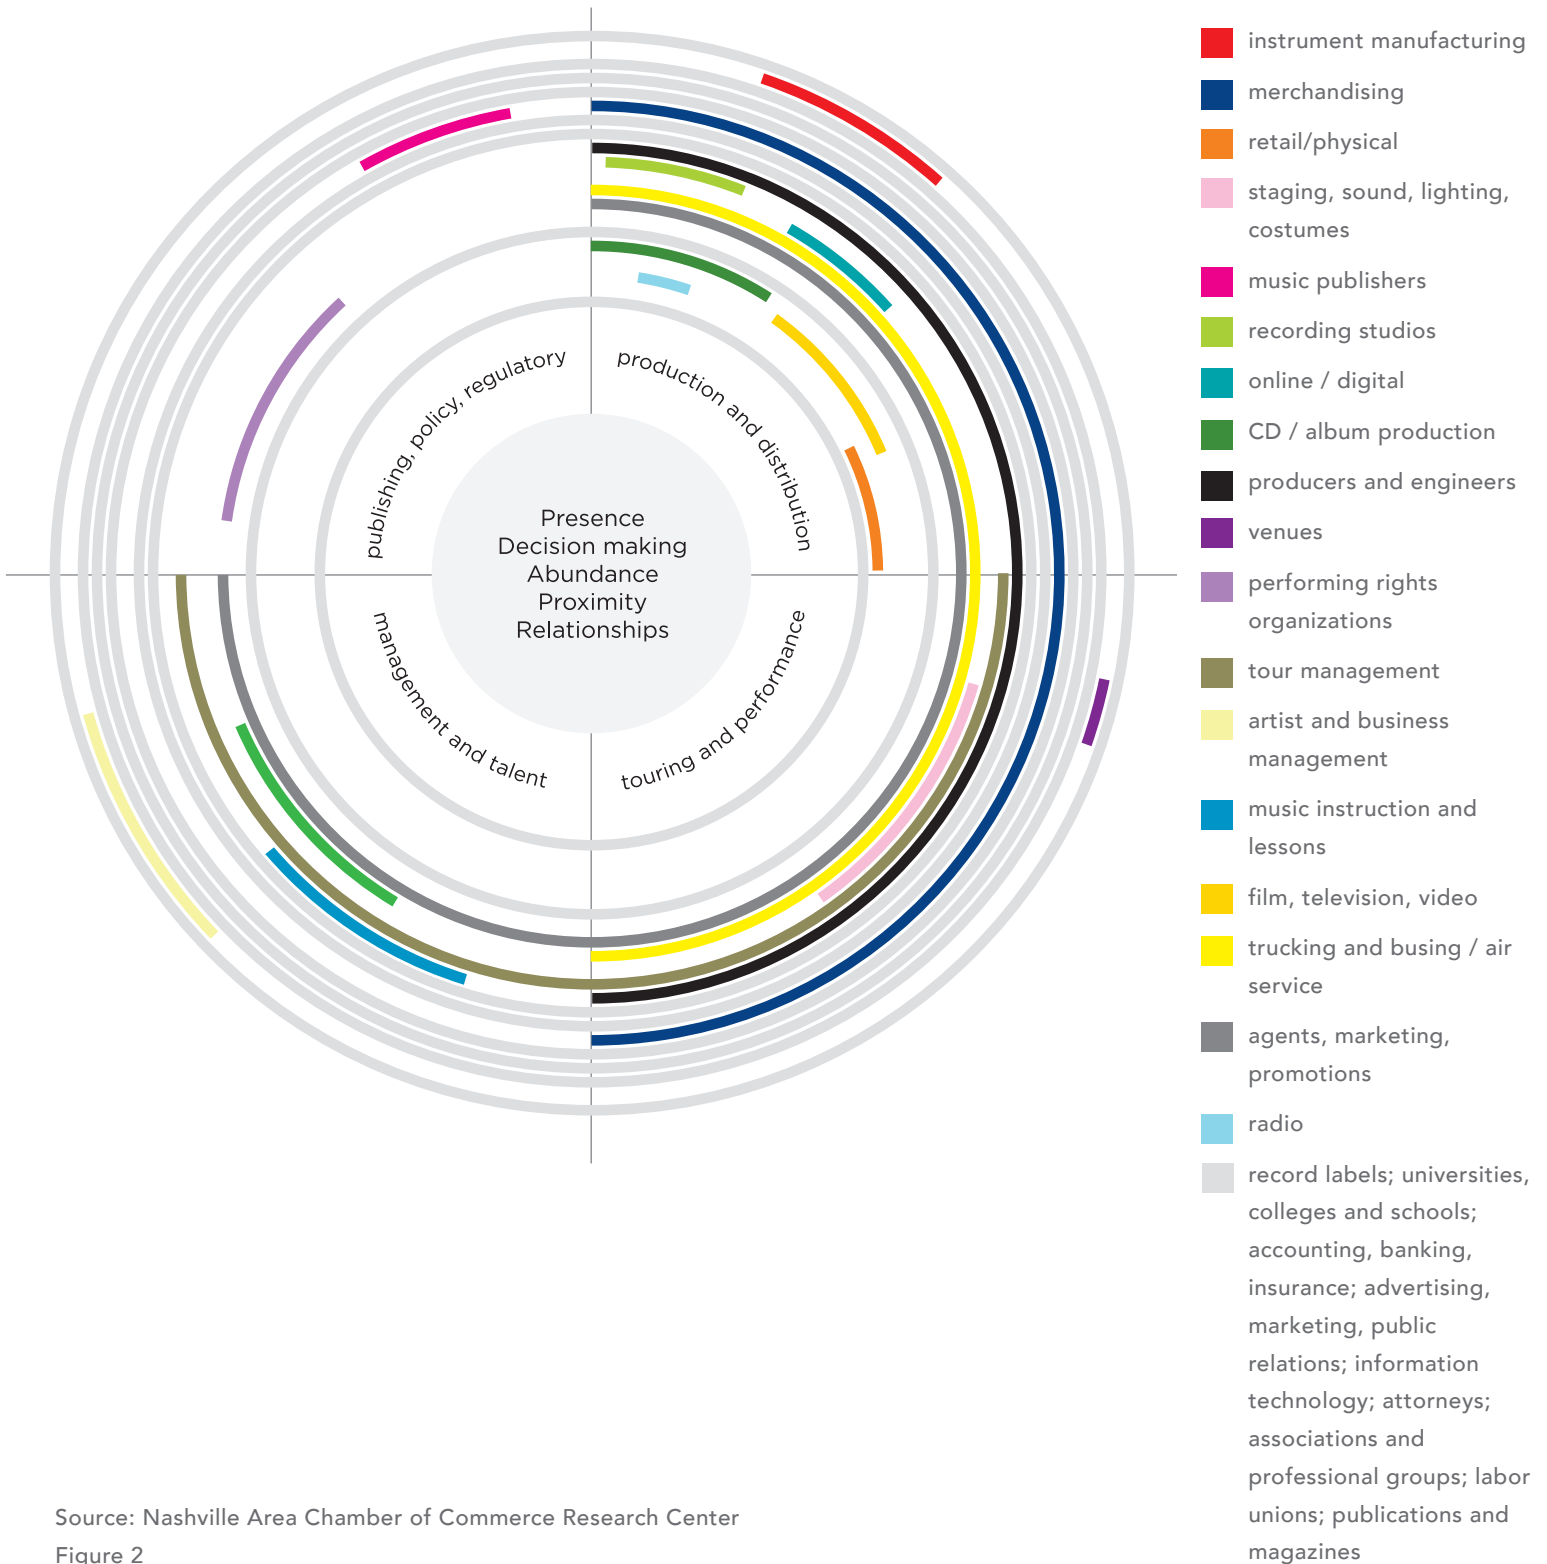 publishing, policy, regulatory
production and distribution
Presence
Decision making
Abundance
Proximity
Relationships
management and talent
touring and performance
instrument manufacturing
merchandising
retail/physical
staging, sound, lighting,
costumes
music publishers
recording studios
online / digital
CD / album production
producers and engineers
venues
performing rights
organizations
tour management
artist and business
management
music instruction and
lessons
film, television, video
trucking and busing / air
service
agents, marketing,
promotions
radio
record labels; universities,
colleges and schools;
accounting, banking,
insurance; advertising,
marketing, public
relations; information
technology; attorneys;
associations and
professional groups; labor
unions; publications and
magazines
Source: Nashville Area Chamber of Commerce Research Center
Figure 2